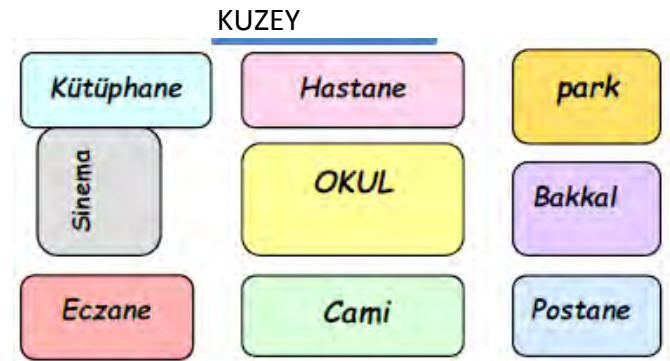 KUZEY
Kütüphane Hastane park
Sinema OKUL Bakkal
Eczane Cami Postane